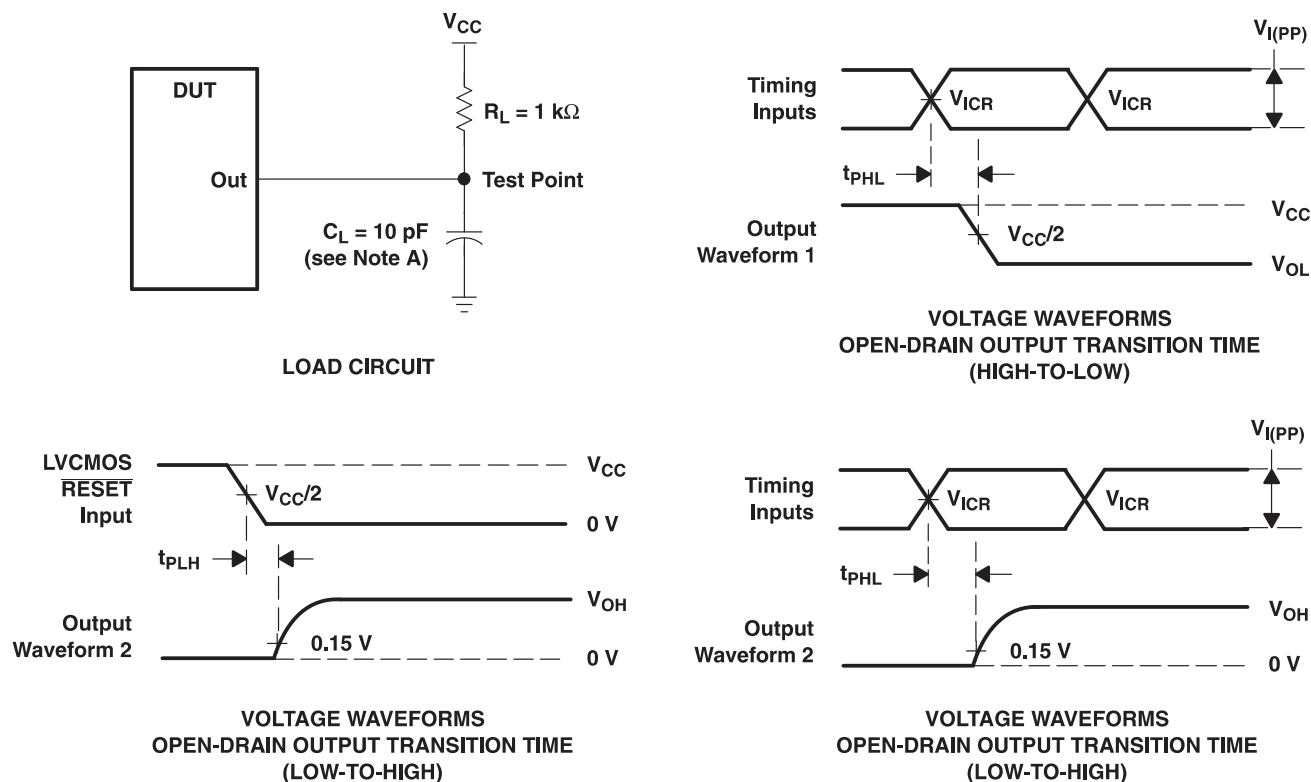 V_CC
DUT
R_L = 1 kΩ
Out
Test Point
C_L = 10 pF
(see Note A)
LOAD CIRCUIT
V_I(PP)
Timing
Inputs
V_ICR
V_ICR
t_PHL
V_CC
Output
Waveform 1
V_CC/2
V_OL
VOLTAGE WAVEFORMS
OPEN-DRAIN OUTPUT TRANSITION TIME
(HIGH-TO-LOW)
LVCMOS
R̅E̅S̅E̅T̅
Input
V_CC
V_CC/2
0 V
t_PLH
V_OH
Output
Waveform 2
0.15 V
0 V
VOLTAGE WAVEFORMS
OPEN-DRAIN OUTPUT TRANSITION TIME
(LOW-TO-HIGH)
V_I(PP)
Timing
Inputs
V_ICR
V_ICR
t_PHL
V_OH
Output
Waveform 2
0.15 V
0 V
VOLTAGE WAVEFORMS
OPEN-DRAIN OUTPUT TRANSITION TIME
(LOW-TO-HIGH)